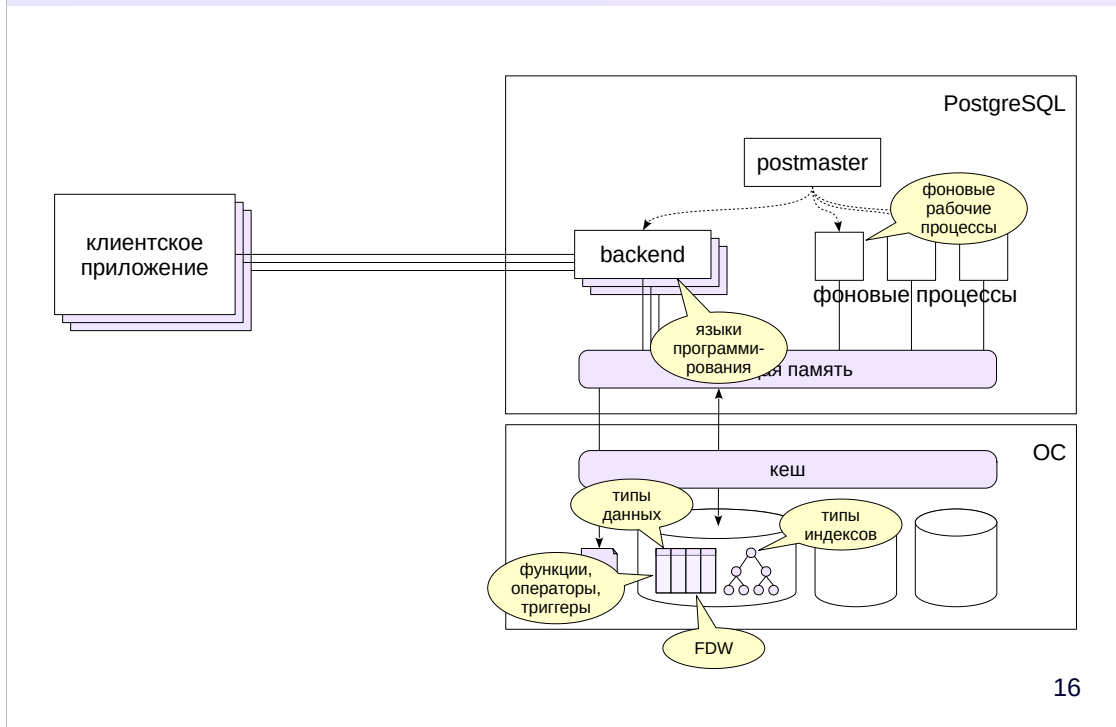 PostgreSQL
postmaster
фоновые
рабочие
процессы
клиентское
приложение
backend
фоновые процессы
языки
программи-
рования
память
ОС
кеш
типы
данных
типы
индексов
функции,
операторы,
триггеры
FDW
16